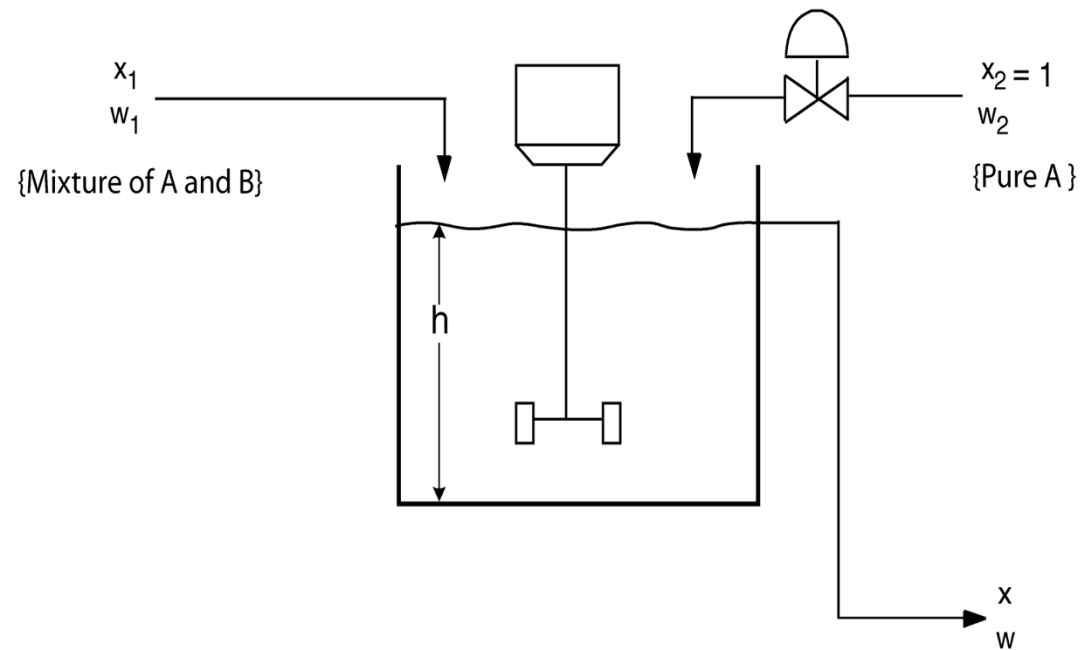 x₁
w₁
{Mixture of A and B}
x₂ = 1
w₂
{Pure A }
h
x
w